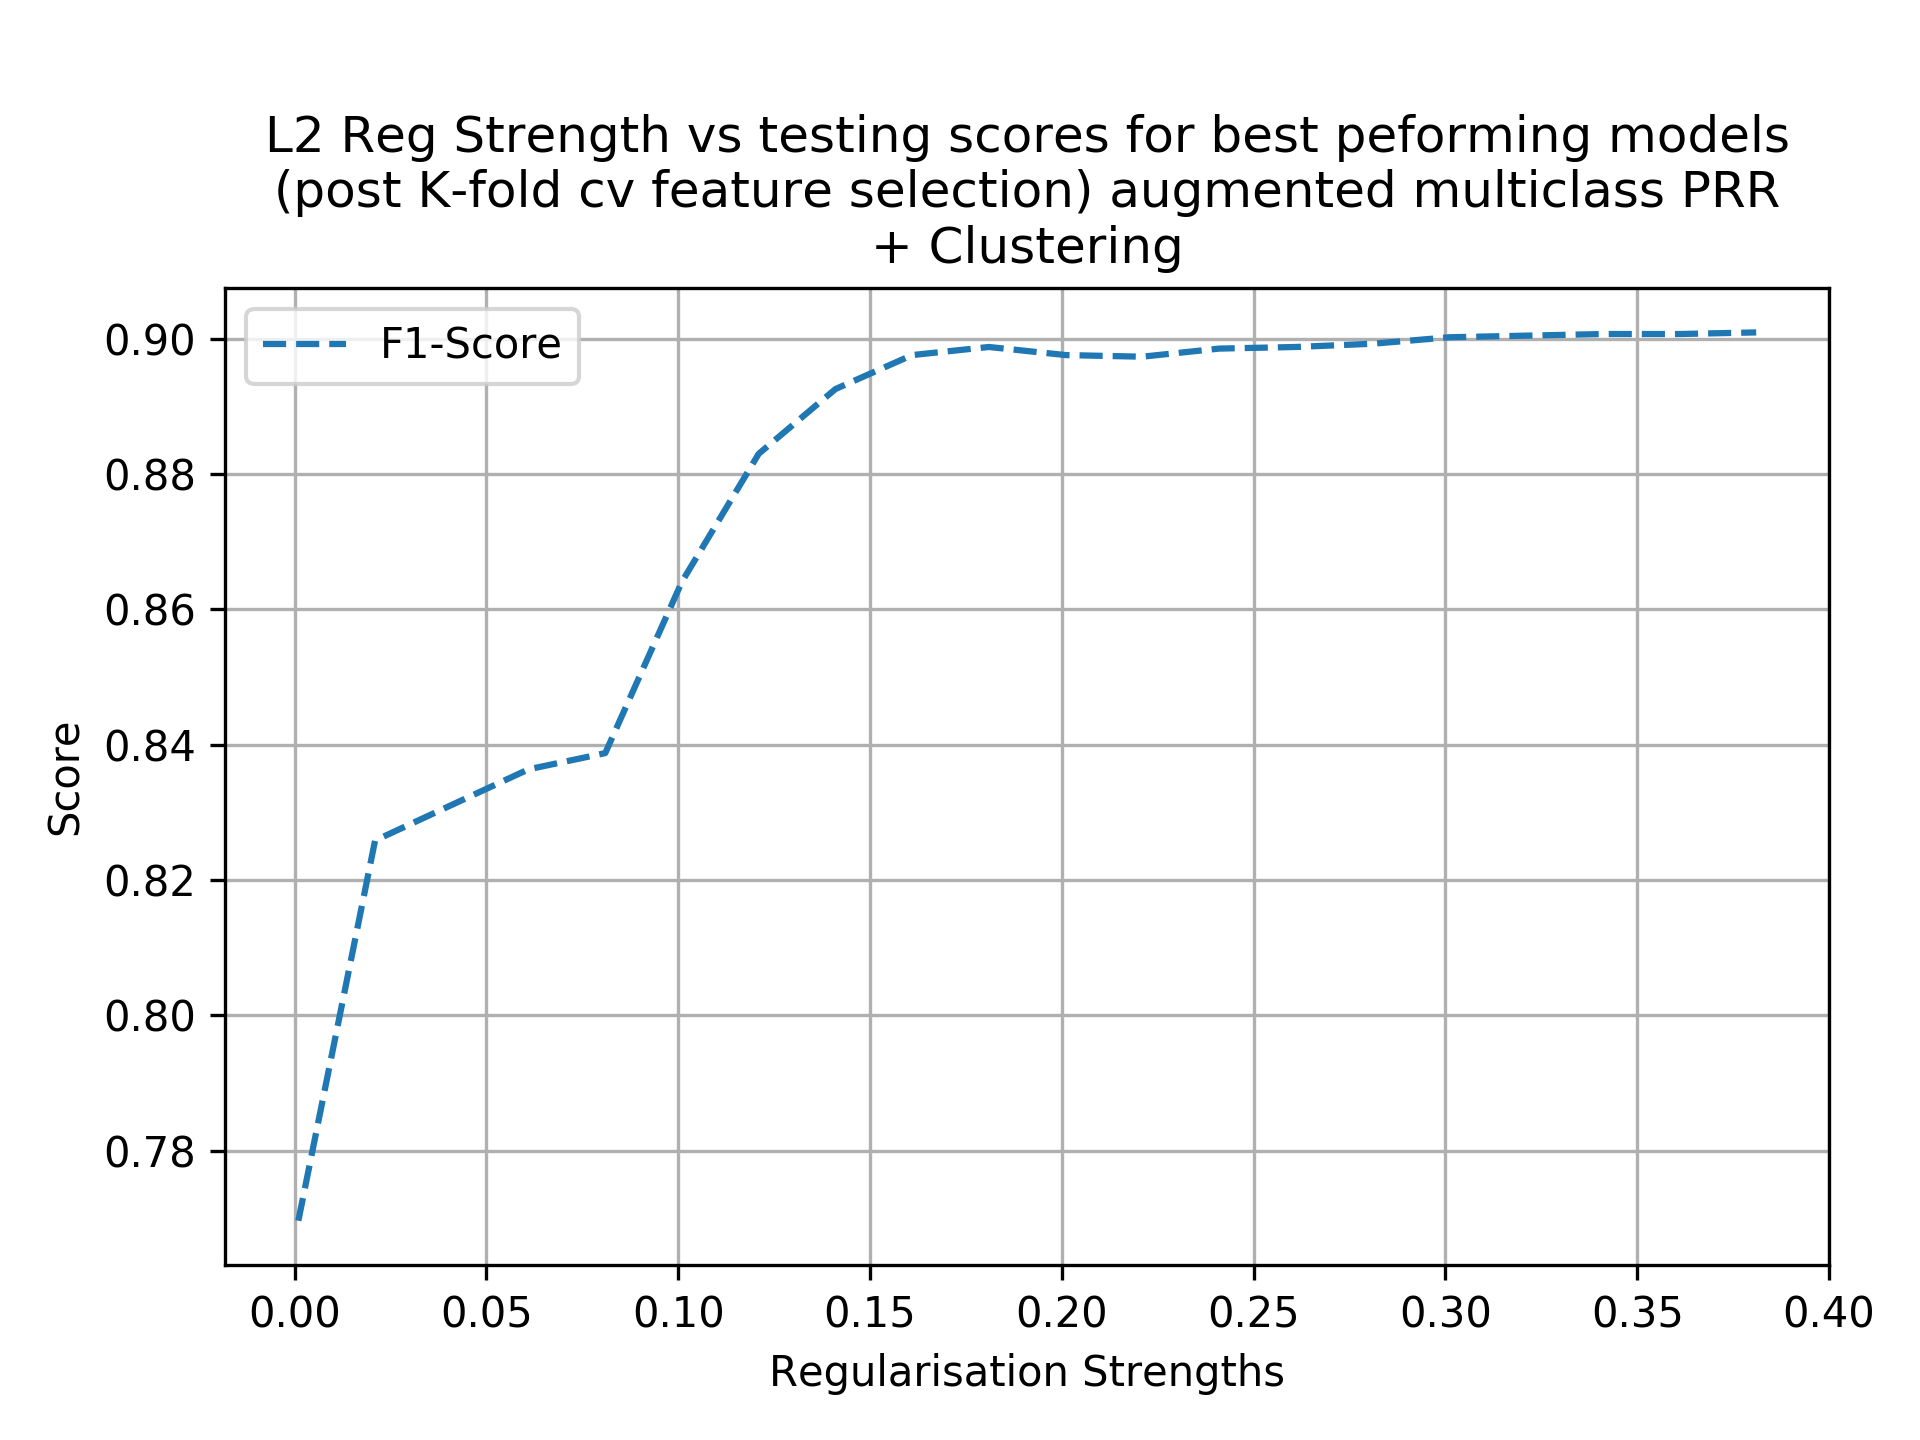 L2 Reg Strength vs testing scores for best peforming models
(post K-fold cv feature selection) augmented multiclass PRR
+ Clustering
F1-Score
0.90
0.88
0.86
0.84
0.82
0.80
0.78
Score
0.00 0.05 0.10 0.15 0.20 0.25 0.30 0.35 0.40
Regularisation Strengths